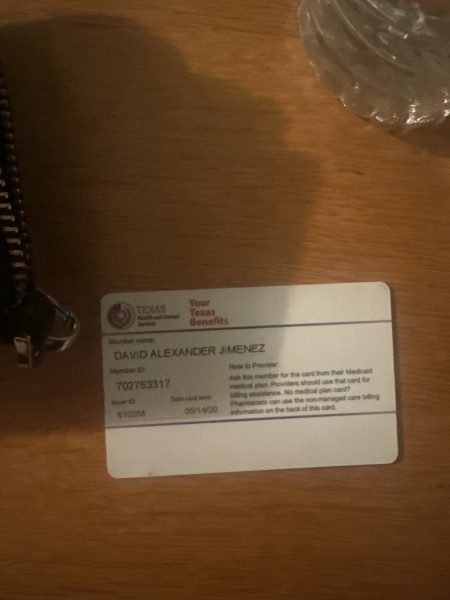 TEXAS
Health and Human
Services
Your
Texas
Benefits
Member name:
DAVID ALEXANDER JIMENEZ
Member ID:
702753317
Issuer ID:
610268
Date card sent:
05/14/20
Note to Provider:
Ask this member for the card from their Medicaid
medical plan. Providers should use that card for
billing assistance. No medical plan card?
Pharmacists can use the non-managed care billing
information on the back of this card.